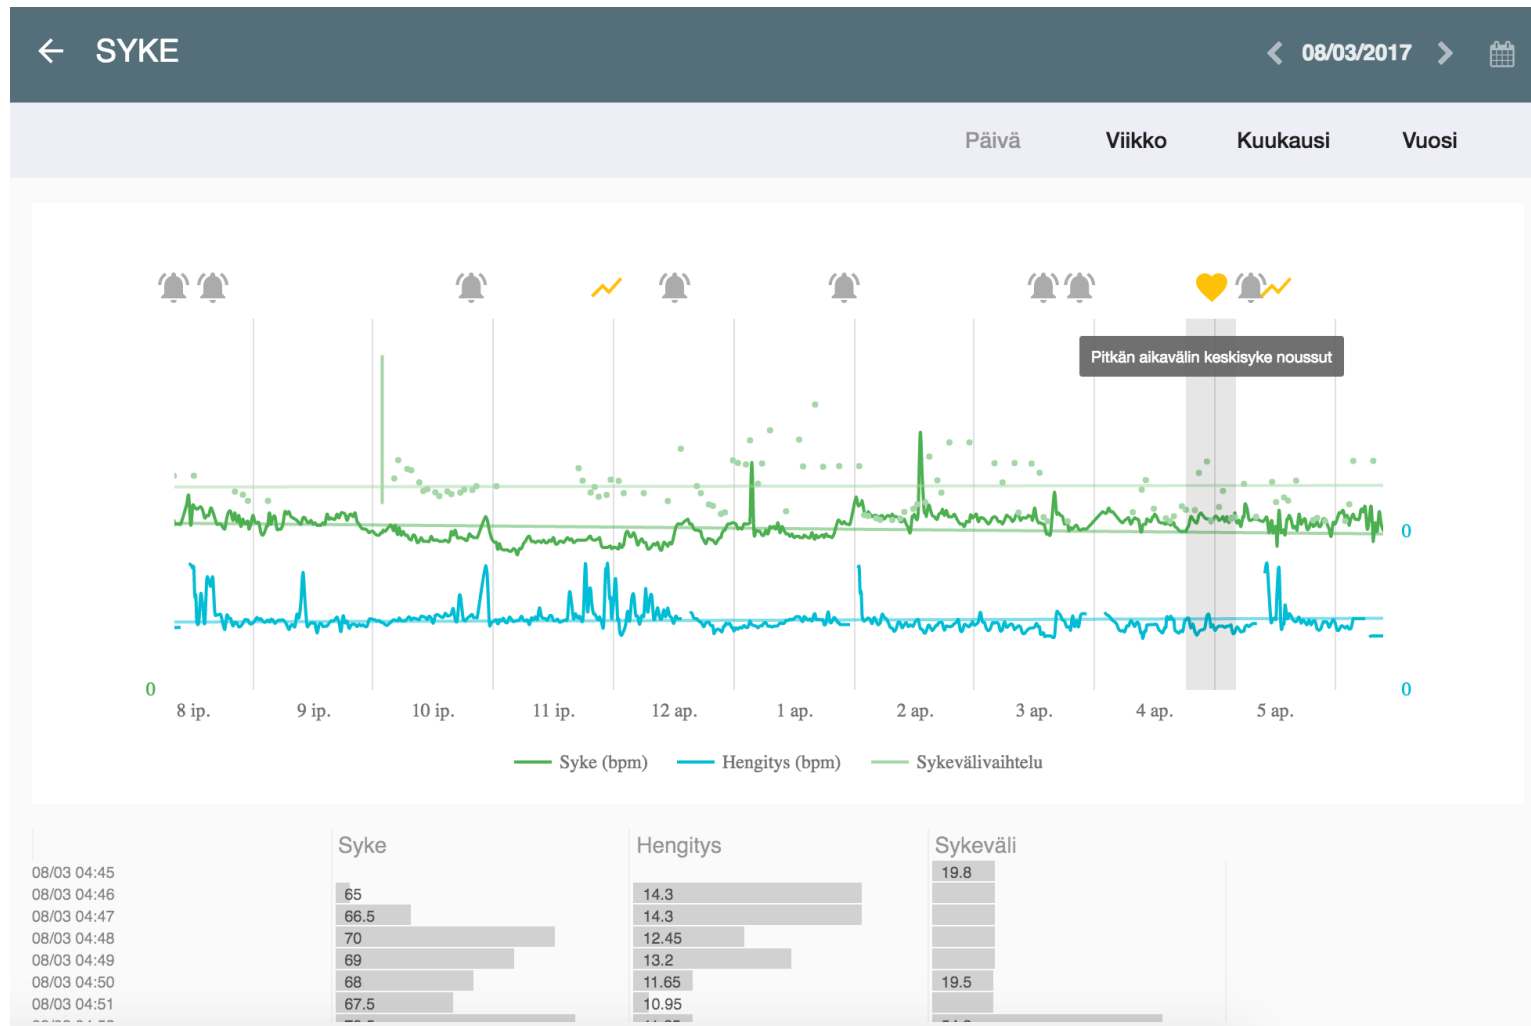 SYKE
08/03/2017
Päivä Viikko Kuukausi Vuosi
Pitkän aikavälin keskisyke noussut
0
0 0
8 ip. 9 ip. 10 ip. 11 ip. 12 ap. 1 ap. 2 ap. 3 ap. 4 ap. 5 ap.
Syke (bpm) Hengitys (bpm) Sykevälivaihtelu
Syke Hengitys Sykeväli
08/03 04:45 19.8
08/03 04:46 65 14.3
08/03 04:47 66.5 14.3
08/03 04:48 70 12.45
08/03 04:49 69 13.2
08/03 04:50 68 11.65 19.5
08/03 04:51 67.5 10.95